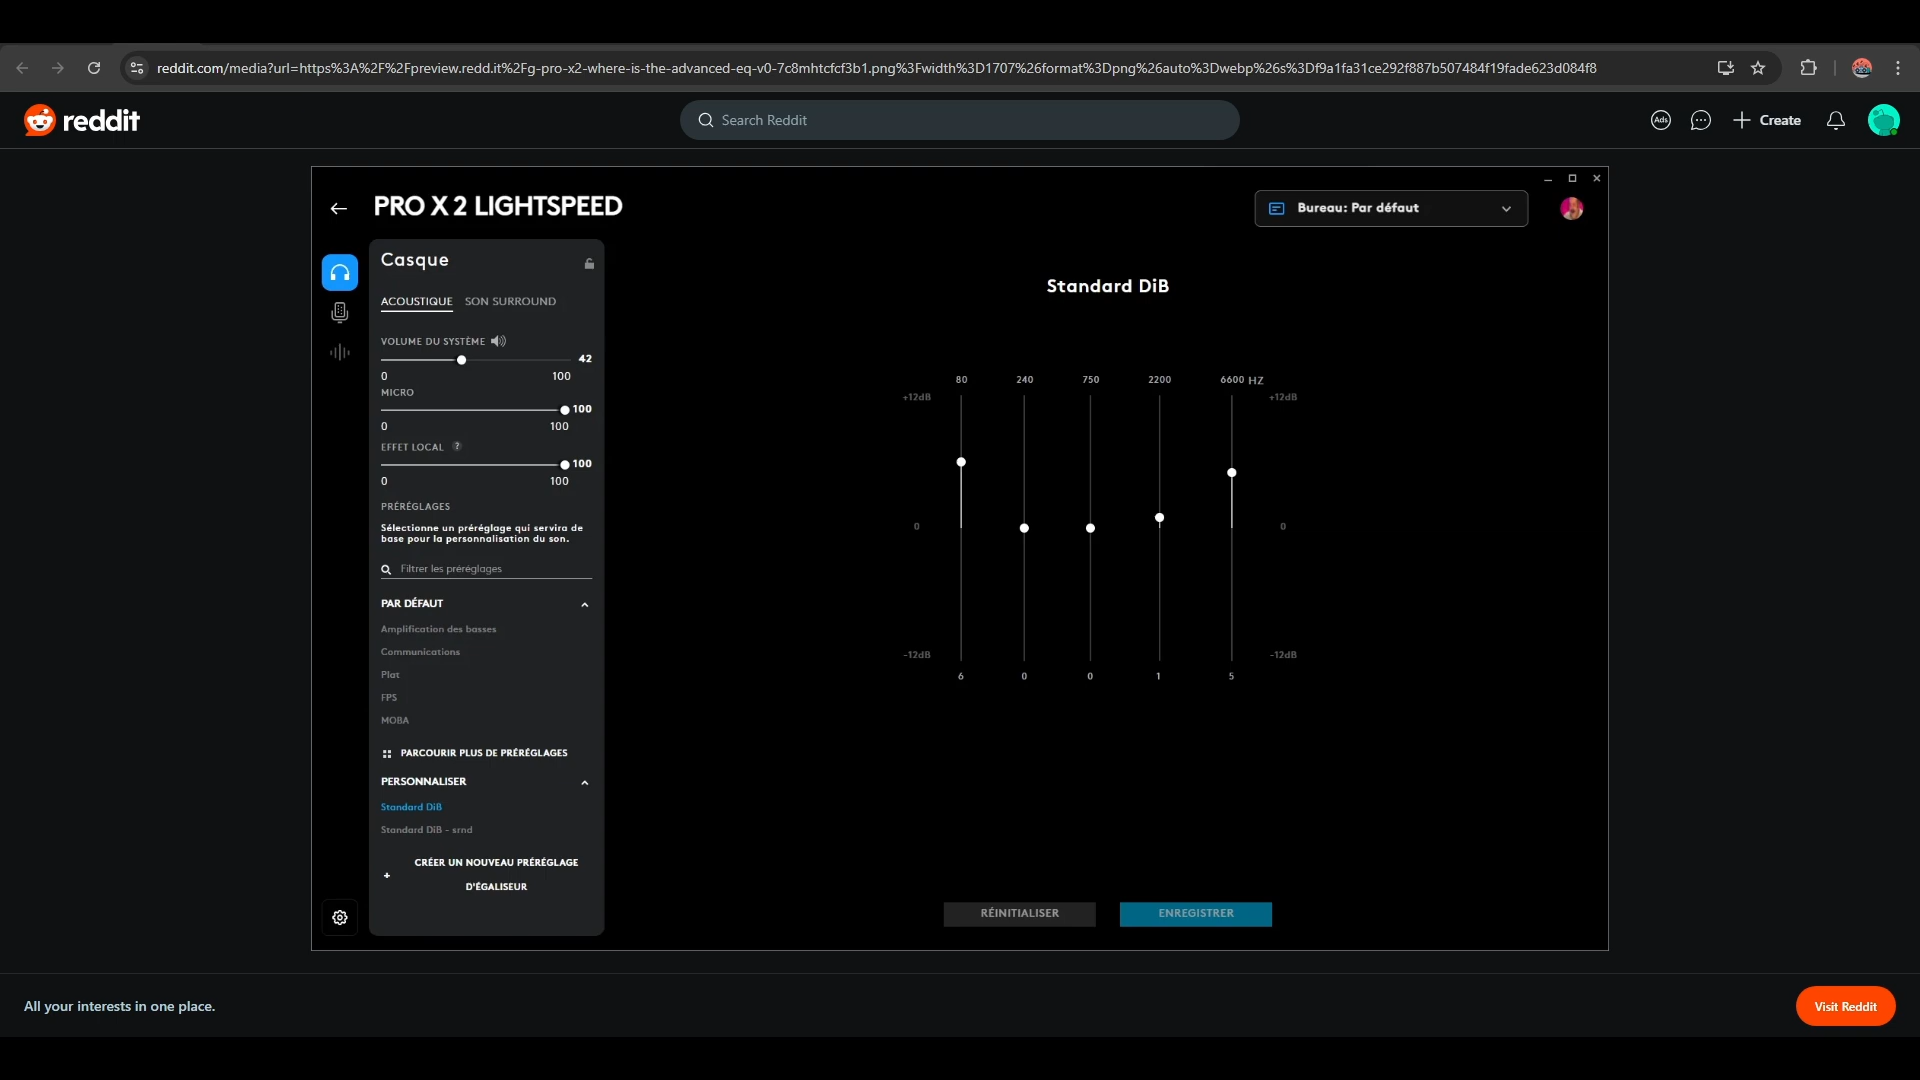 reddit.com/media?url=https%3A%2F%2Fpreview.redd.it%2Fg-pro-x2-where-is-the-advanced-eq-v0-7c8mhtcfcf3b1.png%3Fwidth%3D1707%26format%3Dpng%26auto%3Dwebp%26s%3Df9a1fa31ce292f887b507484f19fade623d084f8
reddit
Search Reddit
Ads
Create
PRO X 2 LIGHTSPEED
Bureau: Par défaut
Casque
ACOUSTIQUE SON SURROUND
VOLUME DU SYSTÈME
42
0 100
MICRO
100
0 100
EFFET LOCAL ?
100
0 100
PRÉRÉGLAGES
Sélectionne un préréglage qui servira de
base pour la personnalisation du son.
Filtrer les préréglages
PAR DÉFAUT
Amplification des basses
Communications
Plat
FPS
MOBA
PARCOURIR PLUS DE PRÉRÉGLAGES
PERSONNALISER
Standard DiB
Standard DiB - srnd
+ CRÉER UN NOUVEAU PRÉRÉGLAGE
D'ÉGALISEUR
Standard DiB
80 240 750 2200 6600 HZ
+12dB +12dB
0 0
-12dB -12dB
6 0 0 1 5
RÉINITIALISER ENREGISTRER
All your interests in one place.
Visit Reddit